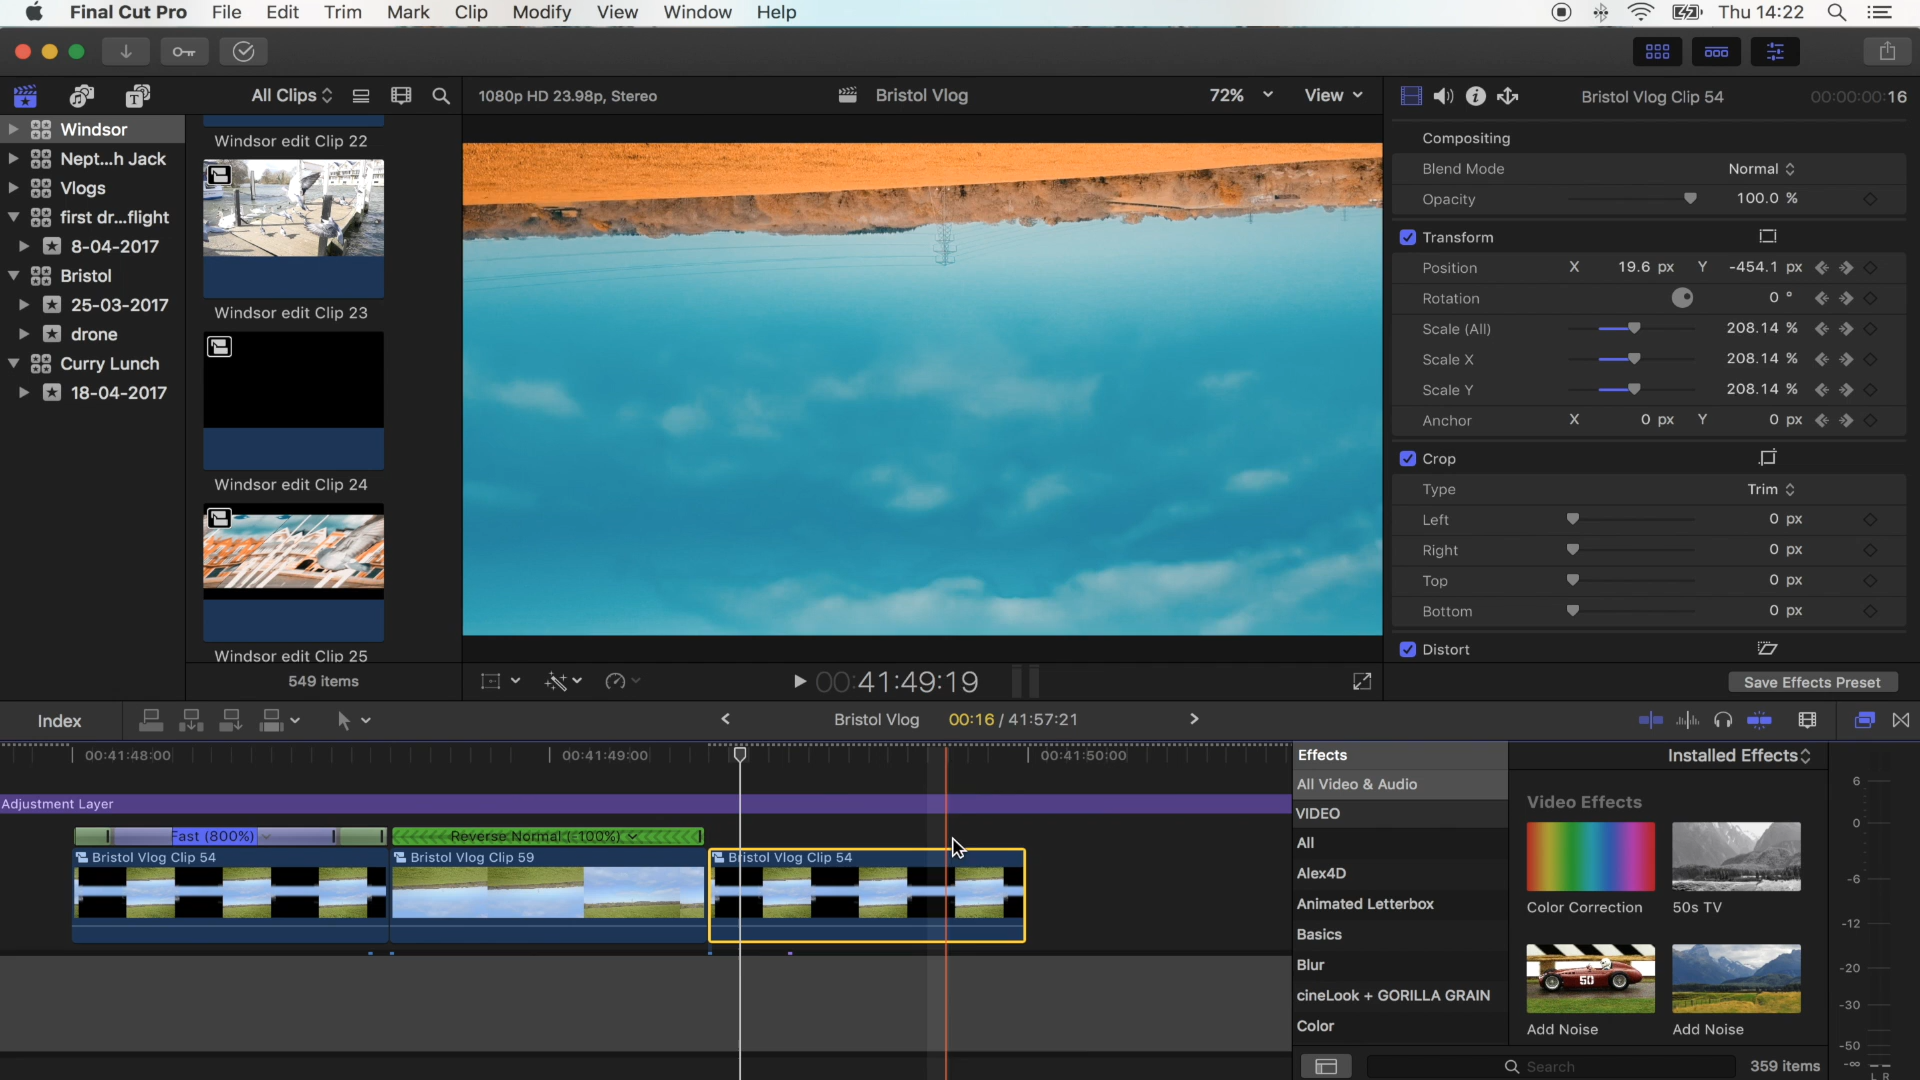 Final Cut Pro File Edit Trim Mark Clip Modify View Window Help Thu 14:22
All Clips
1080p HD 23.98p, Stereo
Bristol Vlog
72%
View
Bristol Vlog Clip 54
00:00:00:16
Windsor
Nept...h Jack
Vlogs
first dr...flight
8-04-2017
Bristol
25-03-2017
drone
Curry Lunch
18-04-2017
Windsor edit Clip 22
Windsor edit Clip 23
Windsor edit Clip 24
Windsor edit Clip 25
549 items
Compositing
Blend Mode Normal
Opacity 100.0 %
Transform
Position X 19.6 px Y -454.1 px
Rotation 0 °
Scale (All) 208.14 %
Scale X 208.14 %
Scale Y 208.14 %
Anchor X 0 px Y 0 px
Crop
Type Trim
Left 0 px
Right 0 px
Top 0 px
Bottom 0 px
Distort
Save Effects Preset
00:41:49:19
Index
Bristol Vlog 00:16 / 41:57:21
00:41:48:00
00:41:49:00
00:41:50:00
Adjustment Layer
Fast (800%)
Reverse Normal (-100%)
Bristol Vlog Clip 54
Bristol Vlog Clip 59
Bristol Vlog Clip 54
Effects
Installed Effects
All Video & Audio
VIDEO
All
Alex4D
Animated Letterbox
Basics
Blur
cineLook + GORILLA GRAIN
Color
Video Effects
Color Correction
50s TV
50
Add Noise
Add Noise
Search
359 items
6
0
-6
-12
-20
-30
-50
-∞
L R